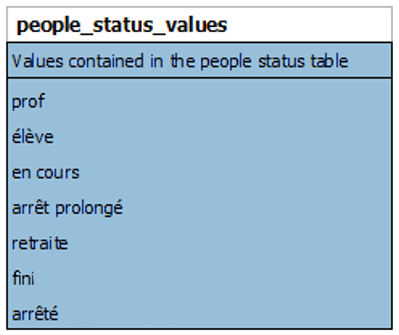 people_status_values
Values contained in the people status table
prof
élève
en cours
arrêt prolongé
retraite
fini
arrêté